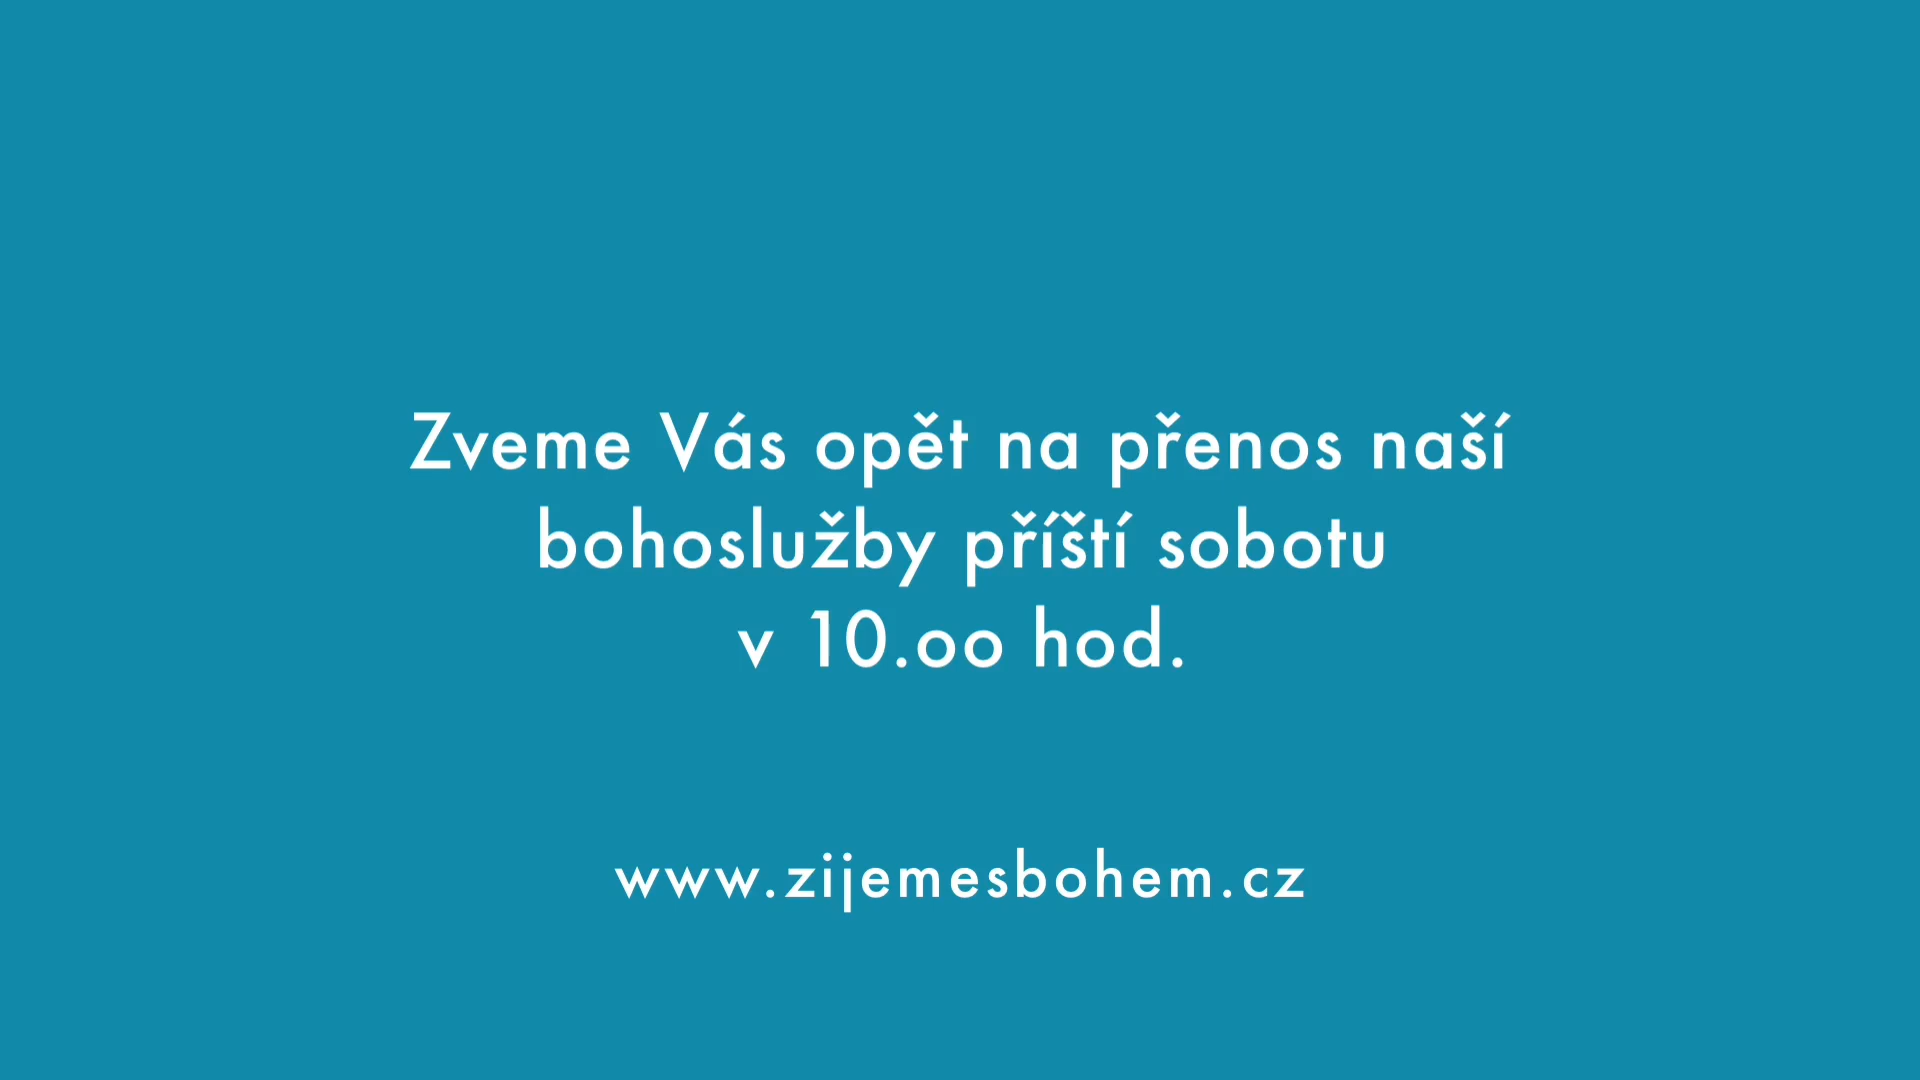 Zveme Vás opět na přenos naší
bohoslužby příští sobotu
v 10.oo hod.
www.zijemesbohem.cz